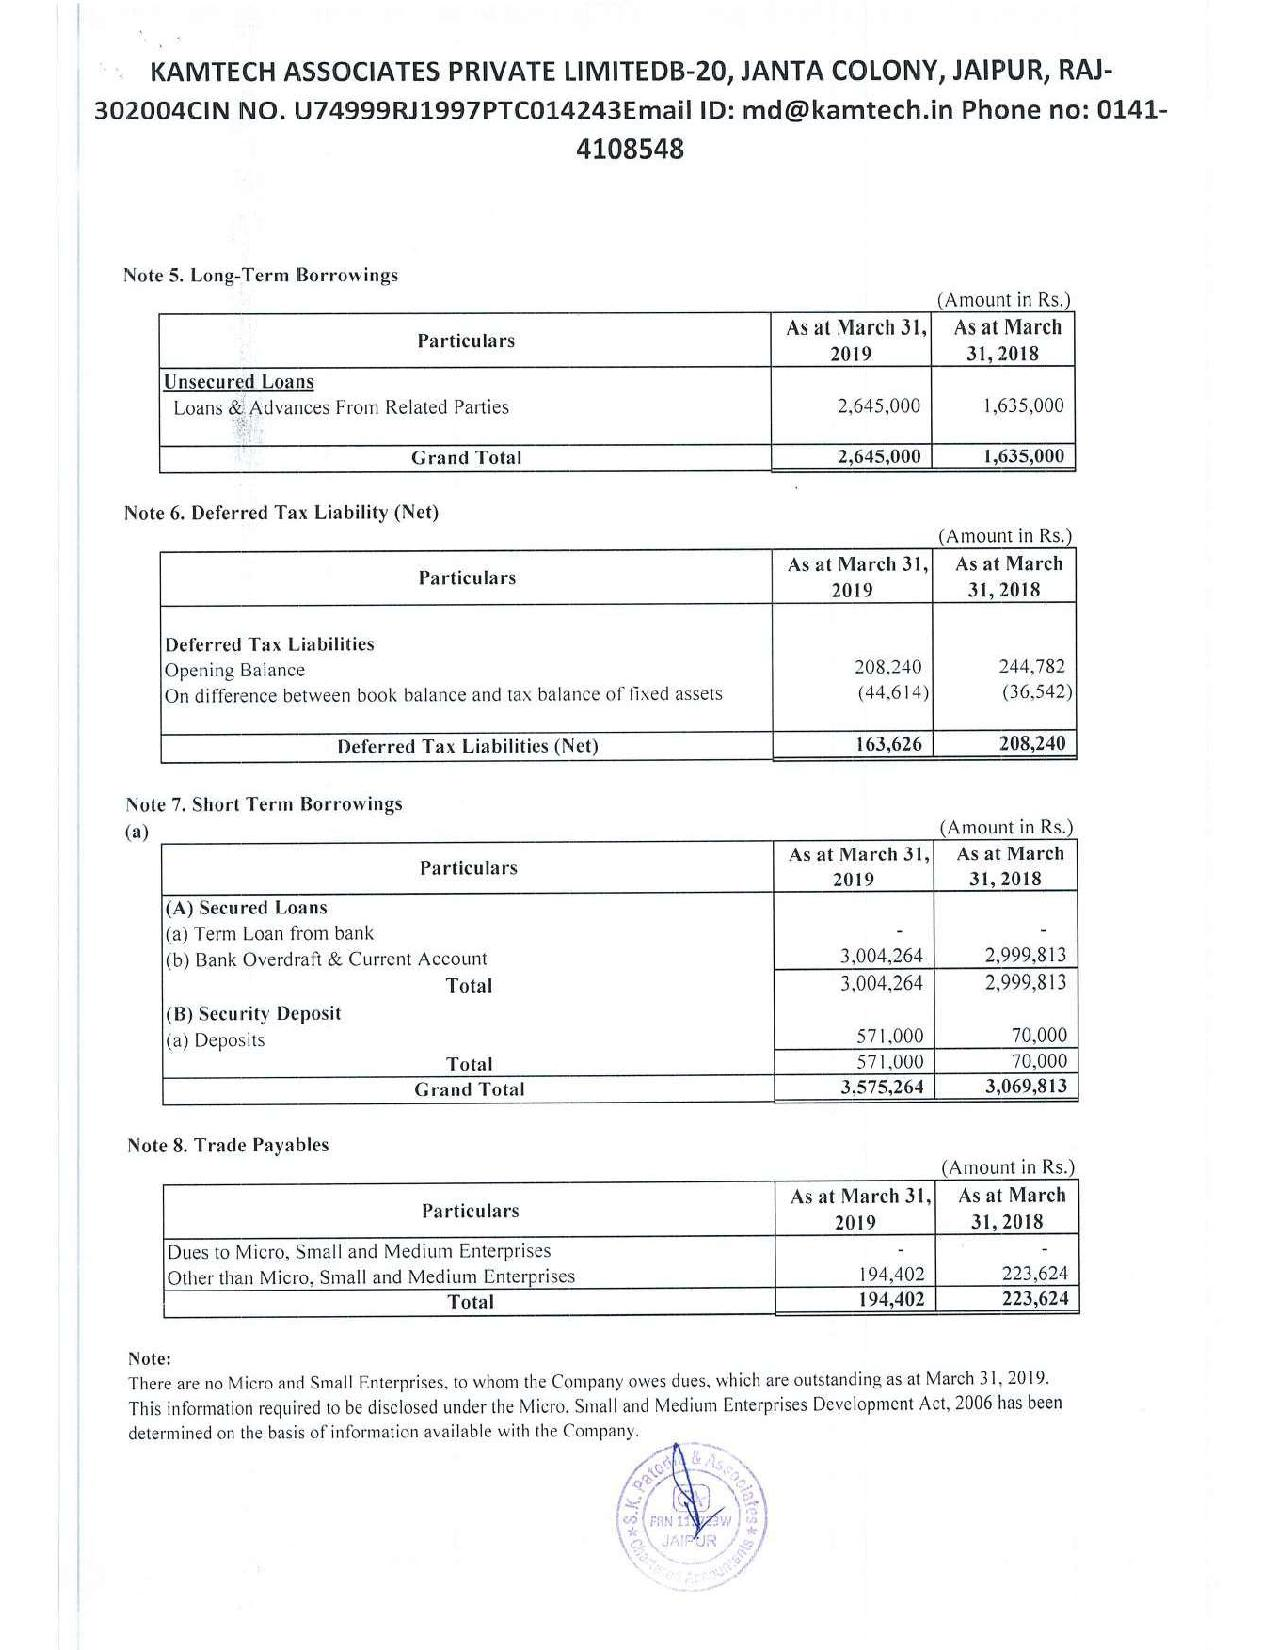 KAMTECH ASSOCIATES PRIVATE LIMITEDB-20, JANTA COLONY, JAIPUR, RAJ-
302004CIN NO. U74999RJ1997PTC014243Email ID: md@kamtech.in Phone no: 0141-
4108548
Note 5. Long-Term Borrowings
(Amount in Rs.)
Particulars As at March 31, 2019 As at March 31, 2018
Unsecured Loans
Loans & Advances From Related Parties 2,645,000 1,635,000
Grand Total 2,645,000 1,635,000
Note 6. Deferred Tax Liability (Net)
(Amount in Rs.)
Particulars As at March 31, 2019 As at March 31, 2018
Deferred Tax Liabilities
Opening Balance 208,240 244,782
On difference between book balance and tax balance of fixed assets (44,614) (36,542)
Deferred Tax Liabilities (Net) 163,626 208,240
Note 7. Short Term Borrowings
(a) (Amount in Rs.)
Particulars As at March 31, 2019 As at March 31, 2018
(A) Secured Loans
(a) Term Loan from bank - -
(b) Bank Overdraft & Current Account 3,004,264 2,999,813
Total 3,004,264 2,999,813
(B) Security Deposit
(a) Deposits 571,000 70,000
Total 571,000 70,000
Grand Total 3,575,264 3,069,813
Note 8. Trade Payables
(Amount in Rs.)
Particulars As at March 31, 2019 As at March 31, 2018
Dues to Micro, Small and Medium Enterprises - -
Other than Micro, Small and Medium Enterprises 194,402 223,624
Total 194,402 223,624
Note:
There are no Micro and Small Enterprises, to whom the Company owes dues, which are outstanding as at March 31, 2019.
This information required to be disclosed under the Micro, Small and Medium Enterprises Development Act, 2006 has been
determined on the basis of information available with the Company.
S.K. Patodia & Associates
FRN
JAIPUR
Chartered Accountants